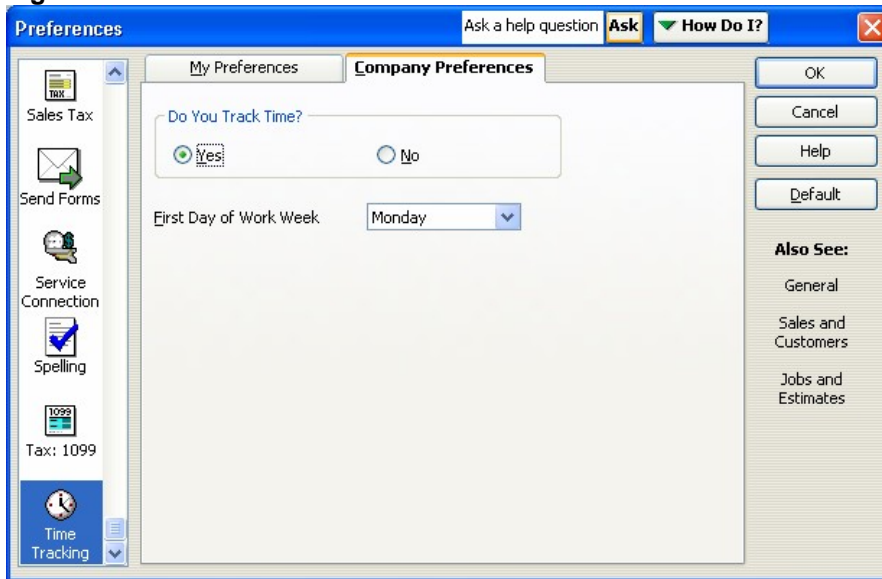 Preferences
Ask a help question Ask How Do I?
My Preferences
Company Preferences
TAX
Sales Tax
Send Forms
Service
Connection
Spelling
1099
Tax: 1099
Time
Tracking
Do You Track Time?
Yes
No
First Day of Work Week
Monday
OK
Cancel
Help
Default
Also See:
General
Sales and
Customers
Jobs and
Estimates